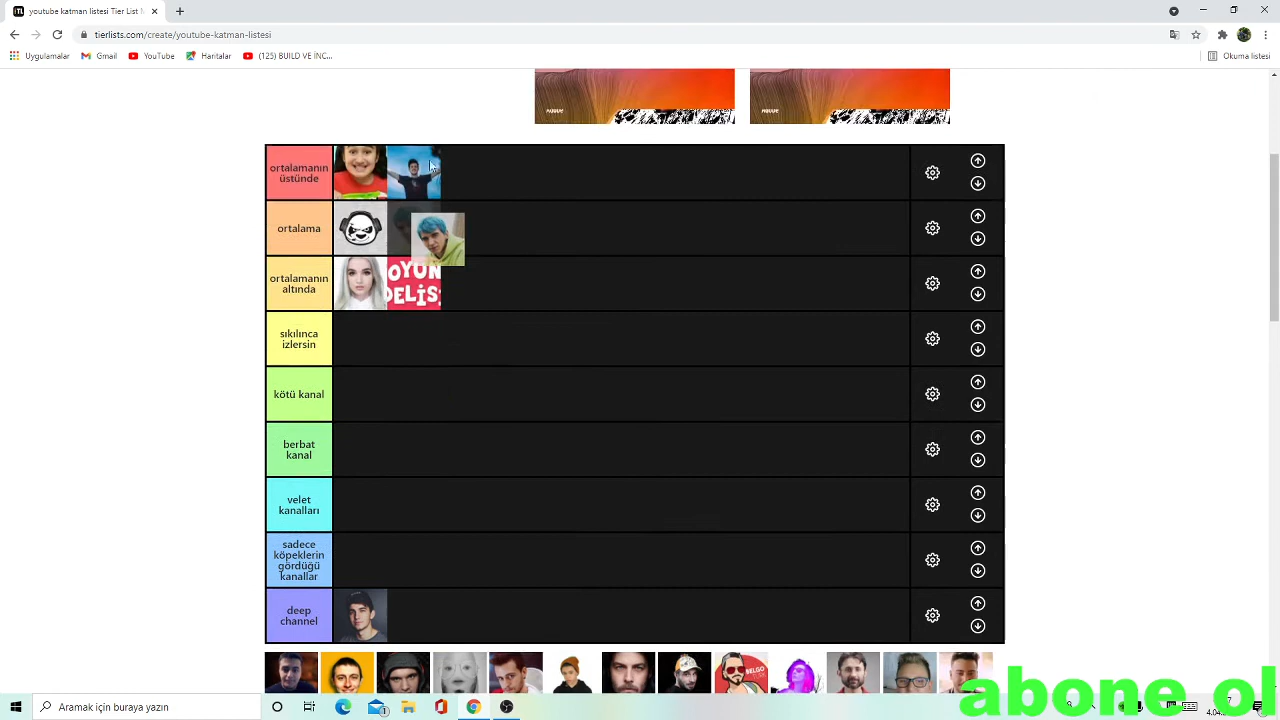 youtube katman listesi Tier List M
tierlists.com/create/youtube-katman-listesi
Uygulamalar
Gmail
YouTube
Haritalar
(125) BUILD VE İNC...
Okuma listesi
ortalamanın
üstünde
ortalama
ortalamanın
altında
OYUN
DELİSİ
sıkılınca
izlersin
kötü kanal
berbat
kanal
velet
kanalları
sadece
köpeklerin
gördüğü
kanallar
deep
channel
BELGO
abone ol
Aramak için buraya yazın